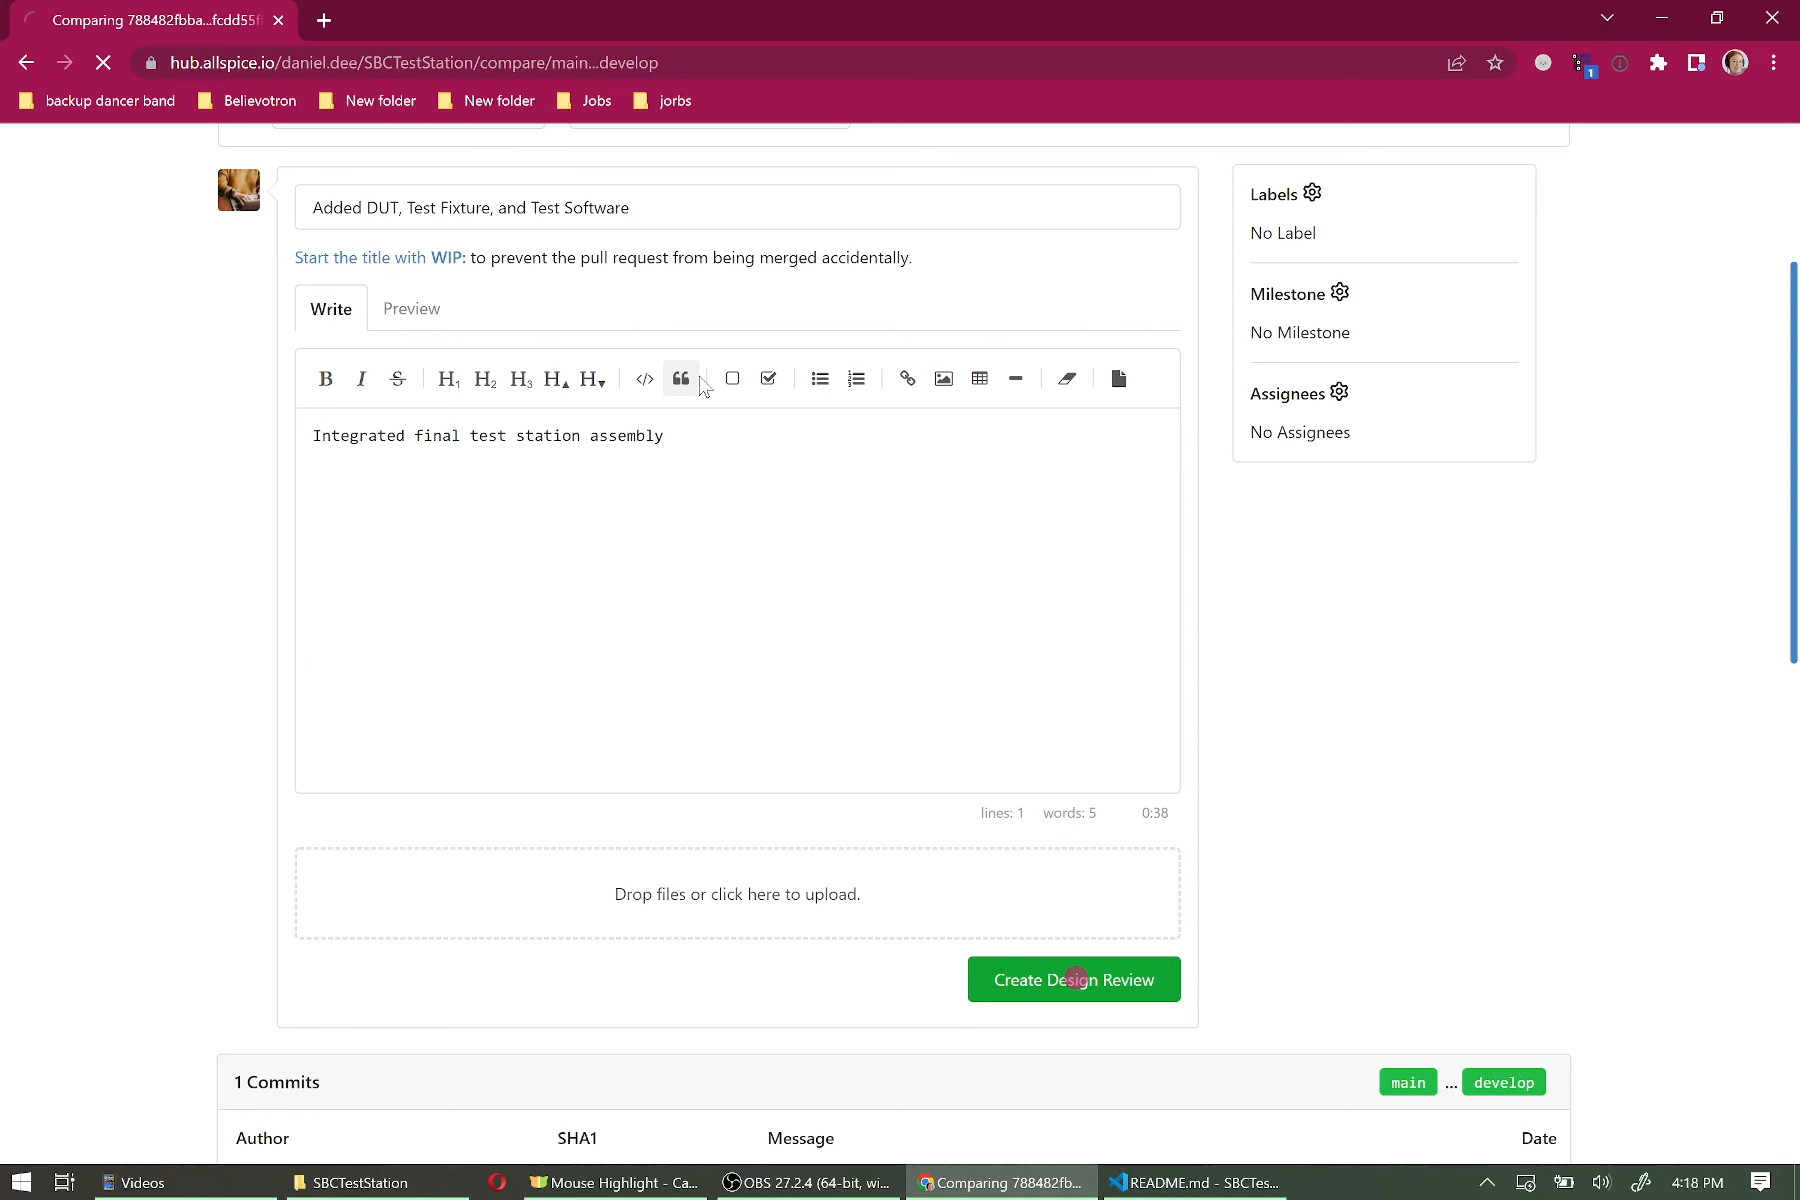 Comparing 788482fbba...fcdd55f
hub.allspice.io/daniel.dee/SBCTestStation/compare/main...develop
1
backup dancer band
Believotron
New folder
New folder
Jobs
jorbs
Added DUT, Test Fixture, and Test Software
Start the title with WIP: to prevent the pull request from being merged accidentally.
Write
Preview
B I S H1 H2 H3 H▲ H▼
Integrated final test station assembly
lines: 1 words: 5 0:38
Drop files or click here to upload.
Create Design Review
Labels
No Label
Milestone
No Milestone
Assignees
No Assignees
1 Commits
main ... develop
Author SHA1 Message Date
Videos
SBCTestStation
Mouse Highlight - Ca...
OBS 27.2.4 (64-bit, wi...
Comparing 788482fb...
README.md - SBCTes...
4:18 PM